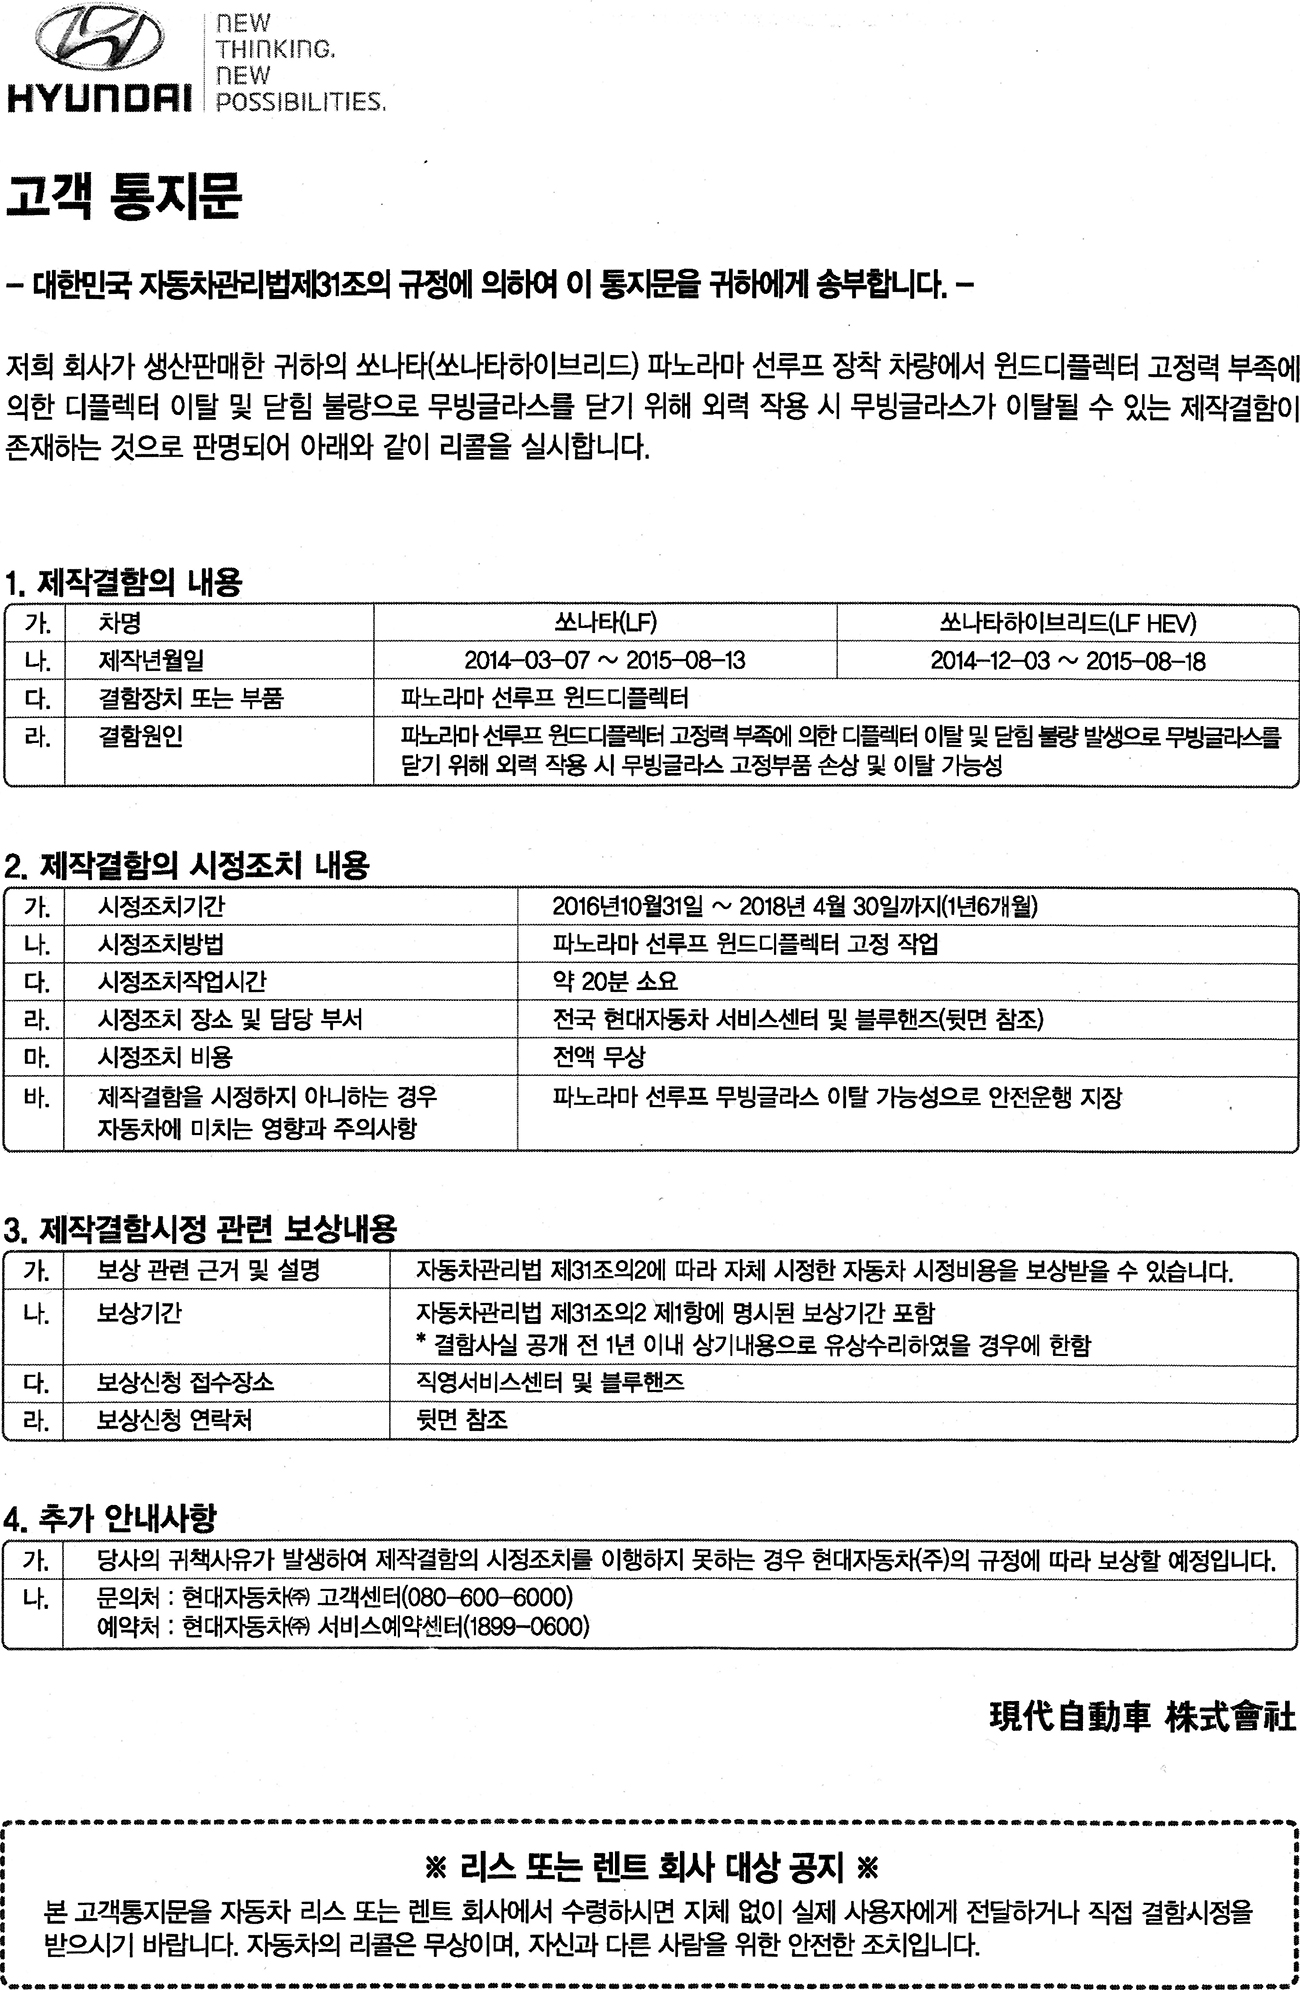 HYUNDAI
NEW
THINKING.
NEW
POSSIBILITIES.
고객 통지문
– 대한민국 자동차관리법제31조의 규정에 의하여 이 통지문을 귀하에게 송부합니다. –
저희 회사가 생산판매한 귀하의 쏘나타(쏘나타하이브리드) 파노라마 선루프 장착 차량에서 윈드디플렉터 고정력 부족에
의한 디플렉터 이탈 및 닫힘 불량으로 무빙글라스를 닫기 위해 외력 작용 시 무빙글라스가 이탈될 수 있는 제작결함이
존재하는 것으로 판명되어 아래와 같이 리콜을 실시합니다.
1. 제작결함의 내용
가. 차명 쏘나타(LF) 쏘나타하이브리드(LF HEV)
나. 제작년월일 2014–03–07 ~ 2015–08–13 2014–12–03 ~ 2015–08–18
다. 결함장치 또는 부품 파노라마 선루프 윈드디플렉터
라. 결함원인 파노라마 선루프 윈드디플렉터 고정력 부족에 의한 디플렉터 이탈 및 닫힘 불량 발생으로 무빙글라스를
닫기 위해 외력 작용 시 무빙글라스 고정부품 손상 및 이탈 가능성
2. 제작결함의 시정조치 내용
가. 시정조치기간 2016년10월31일 ~ 2018년 4월 30일까지(1년6개월)
나. 시정조치방법 파노라마 선루프 윈드디플렉터 고정 작업
다. 시정조치작업시간 약 20분 소요
라. 시정조치 장소 및 담당 부서 전국 현대자동차 서비스센터 및 블루핸즈(뒷면 참조)
마. 시정조치 비용 전액 무상
바. 제작결함을 시정하지 아니하는 경우 파노라마 선루프 무빙글라스 이탈 가능성으로 안전운행 지장
자동차에 미치는 영향과 주의사항
3. 제작결함시정 관련 보상내용
가. 보상 관련 근거 및 설명 자동차관리법 제31조의2에 따라 자체 시정한 자동차 시정비용을 보상받을 수 있습니다.
나. 보상기간 자동차관리법 제31조의2 제1항에 명시된 보상기간 포함
* 결함사실 공개 전 1년 이내 상기내용으로 유상수리하였을 경우에 한함
다. 보상신청 접수장소 직영서비스센터 및 블루핸즈
라. 보상신청 연락처 뒷면 참조
4. 추가 안내사항
가. 당사의 귀책사유가 발생하여 제작결함의 시정조치를 이행하지 못하는 경우 현대자동차(주)의 규정에 따라 보상할 예정입니다.
나. 문의처 : 현대자동차㈜ 고객센터(080–600–6000)
예약처 : 현대자동차㈜ 서비스예약센터(1899–0600)
現代自動車 株式會社
※ 리스 또는 렌트 회사 대상 공지 ※
본 고객통지문을 자동차 리스 또는 렌트 회사에서 수령하시면 지체 없이 실제 사용자에게 전달하거나 직접 결함시정을
받으시기 바랍니다. 자동차의 리콜은 무상이며, 자신과 다른 사람을 위한 안전한 조치입니다.